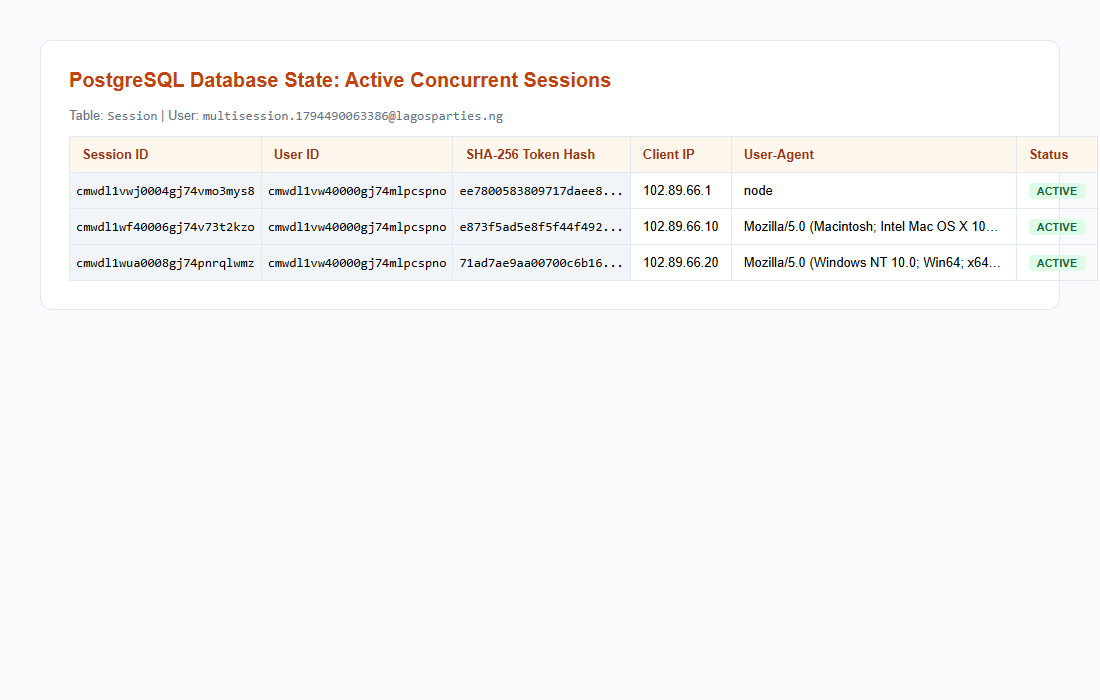 PostgreSQL Database State: Active Concurrent Sessions
Table: Session | User: multisession.1794490063386@lagosparties.ng
Session ID User ID SHA-256 Token Hash Client IP User-Agent Status
cmwdl1vwj0004gj74vmo3mys8 cmwdl1vw40000gj74mlpcspno ee7800583809717daee8... 102.89.66.1 node ACTIVE
cmwdl1wf40006gj74v73t2kzo cmwdl1vw40000gj74mlpcspno e873f5ad5e8f5f44f492... 102.89.66.10 Mozilla/5.0 (Macintosh; Intel Mac OS X 10... ACTIVE
cmwdl1wua0008gj74pnrqlwmz cmwdl1vw40000gj74mlpcspno 71ad7ae9aa00700c6b16... 102.89.66.20 Mozilla/5.0 (Windows NT 10.0; Win64; x64... ACTIVE